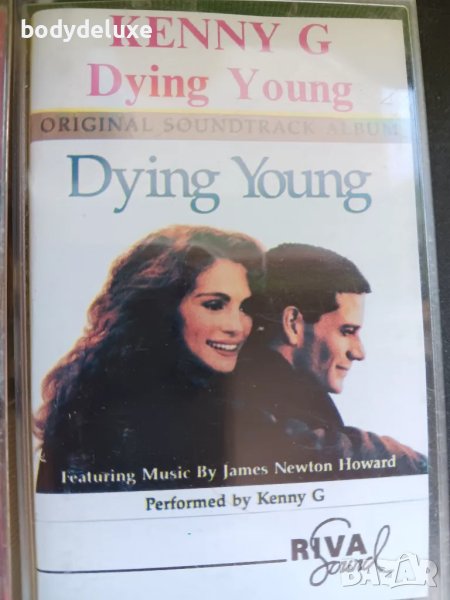 bodydeluxe
KENNY G
Dying Young
ORIGINAL SOUNDTRACK ALBUM
Dying Young
Featuring Music By James Newton Howard
Performed by Kenny G
RIVA
Sound
BAZAR